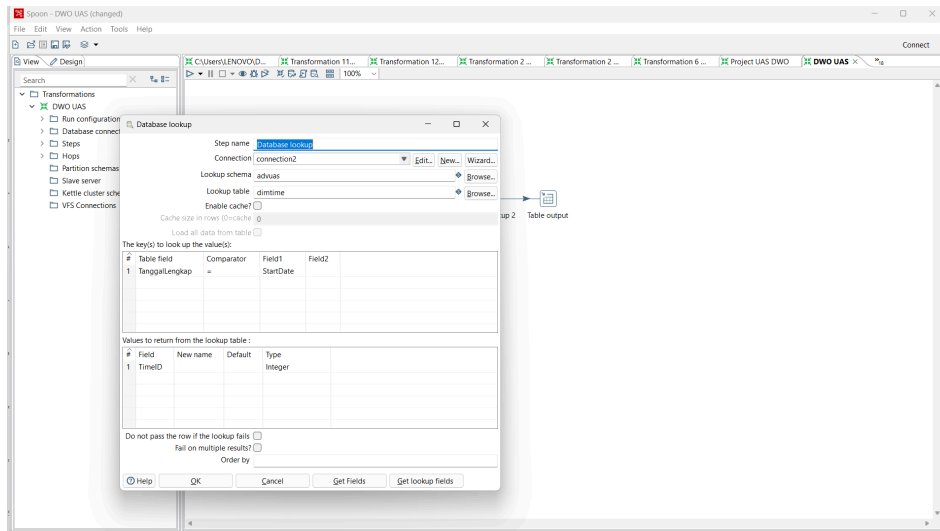 Spoon - DWO UAS (changed)
File Edit View Action Tools Help
Connect
View Design
C:\Users\LENOVO\D... Transformation 11... Transformation 12... Transformation 2 ... Transformation 2 ... Transformation 6 ... Project UAS DWO DWO UAS »18
100%
Search
Transformations
DWO UAS
Run configuration
Database connect
Steps
Hops
Partition schemas
Slave server
Kettle cluster sche
VFS Connections
Database lookup
Step name Database lookup
Connection connection2 Edit... New... Wizard...
Lookup schema advuas Browse...
Lookup table dimtime Browse...
Enable cache?
Cache size in rows (0=cache 0
Load all data from table
The key(s) to look up the value(s):
# Table field Comparator Field1 Field2
1 TanggalLengkap = StartDate
Values to return from the lookup table :
# Field New name Default Type
1 TimeID Integer
Do not pass the row if the lookup fails
Fail on multiple results?
Order by
Help OK Cancel Get Fields Get lookup fields
up 2 Table output